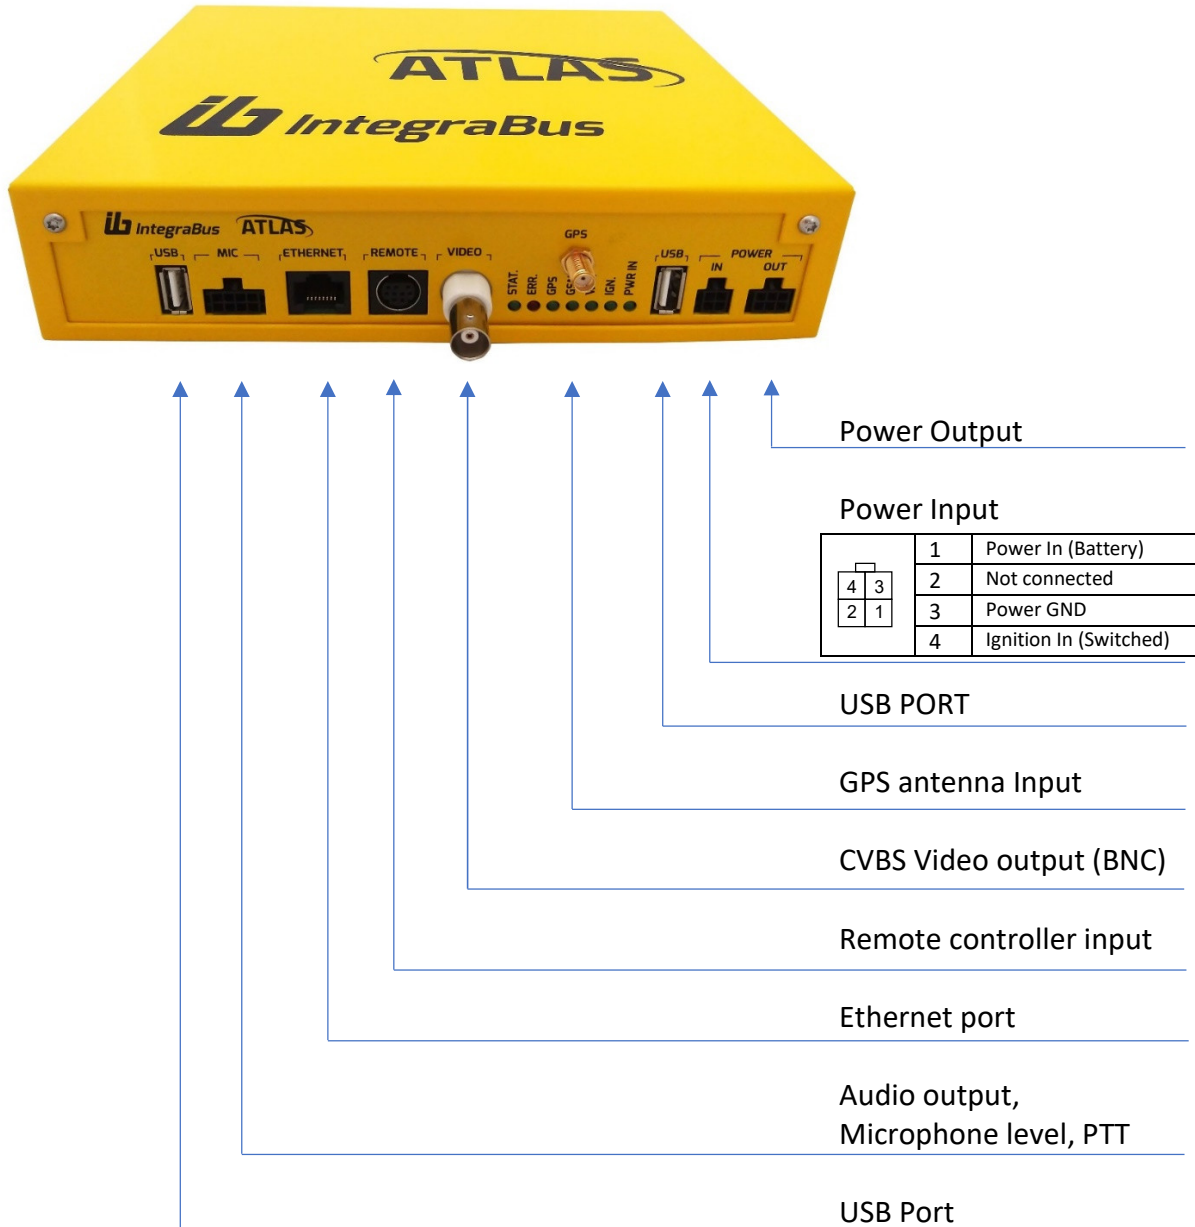 ATLAS
ib IntegraBus
ib IntegraBus ATLAS
GPS
USB MIC ETHERNET REMOTE VIDEO USB POWER
IN OUT
STAT.
ERR.
GPS
IGN.
PWR IN
Power Output
Power Input
1 Power In (Battery)
2 Not connected
3 Power GND
4 Ignition In (Switched)
4 3
2 1
USB PORT
GPS antenna Input
CVBS Video output (BNC)
Remote controller input
Ethernet port
Audio output,
Microphone level, PTT
USB Port